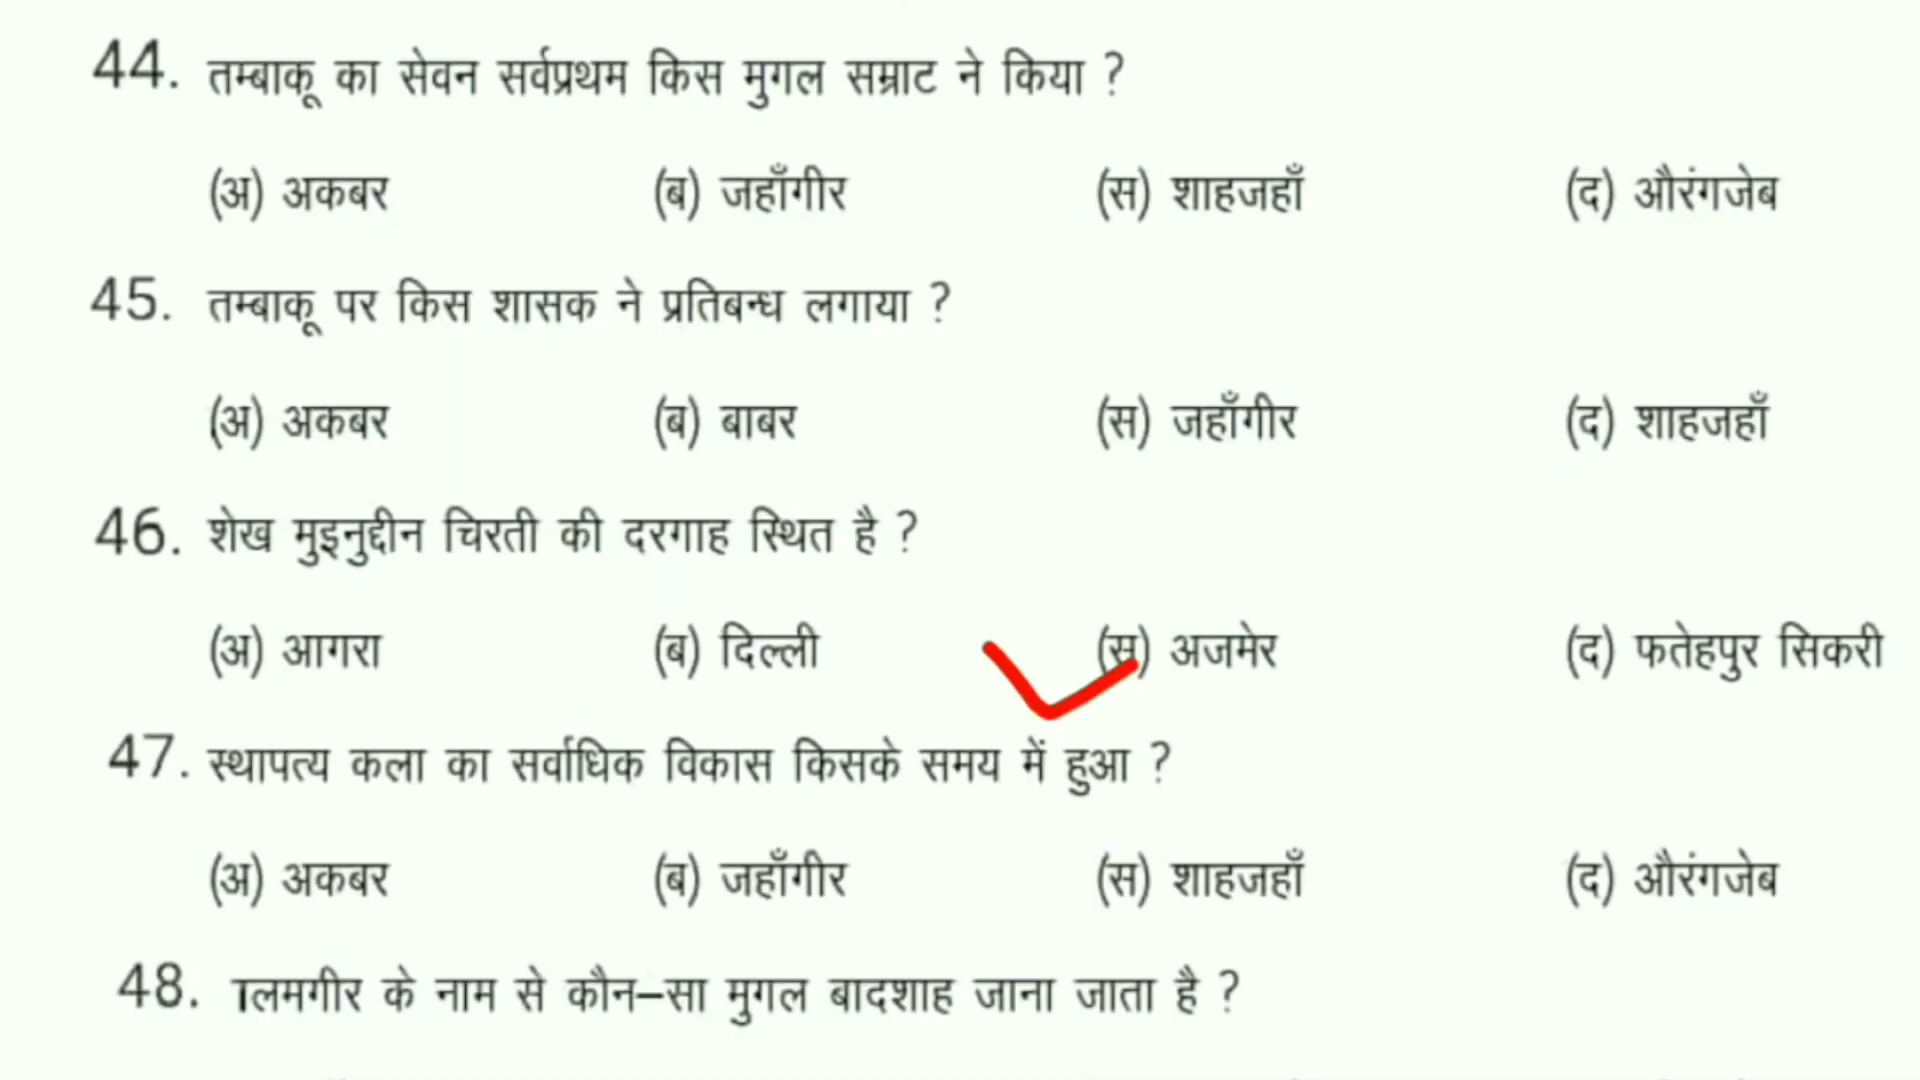 44. तम्बाकू का सेवन सर्वप्रथम किस मुगल सम्राट ने किया ?
(अ) अकबर (ब) जहाँगीर (स) शाहजहाँ (द) औरंगजेब
45. तम्बाकू पर किस शासक ने प्रतिबन्ध लगाया ?
(अ) अकबर (ब) बाबर (स) जहाँगीर (द) शाहजहाँ
46. शेख मुइनुद्दीन चिरती की दरगाह स्थित है ?
(अ) आगरा (ब) दिल्ली (स) अजमेर (द) फतेहपुर सिकरी
47. स्थापत्य कला का सर्वाधिक विकास किसके समय में हुआ ?
(अ) अकबर (ब) जहाँगीर (स) शाहजहाँ (द) औरंगजेब
48. ालमगीर के नाम से कौन–सा मुगल बादशाह जाना जाता है ?